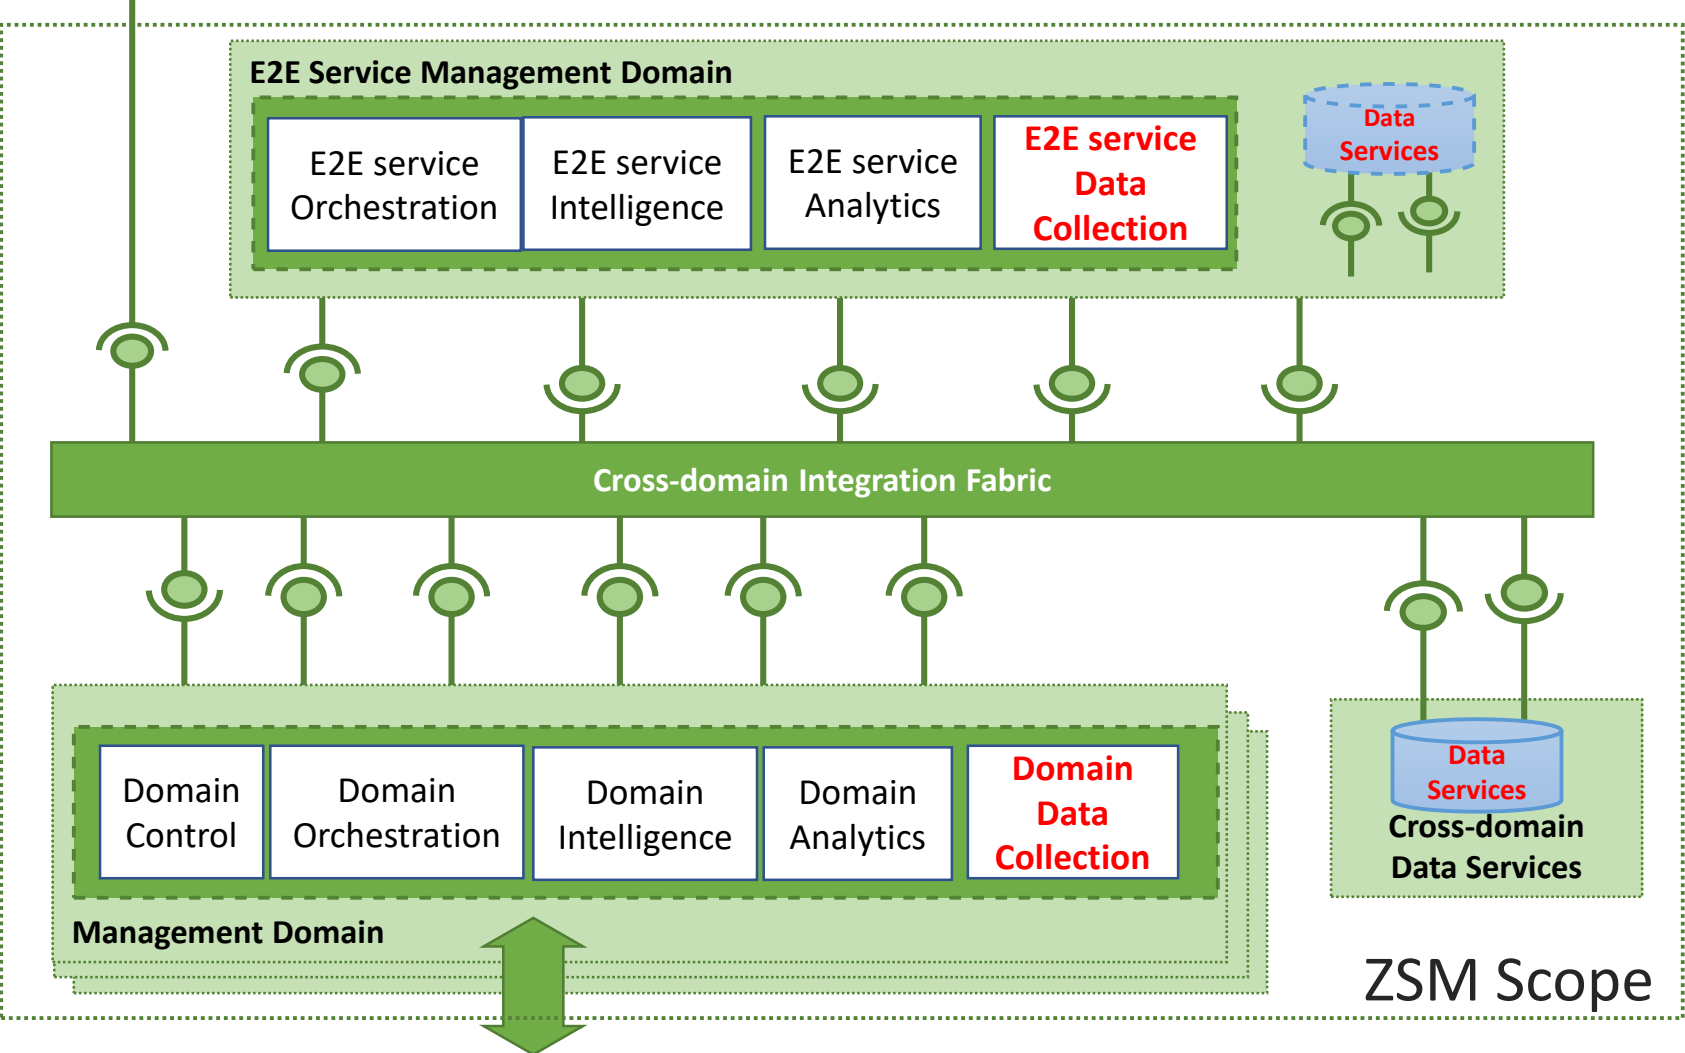 E2E Service Management Domain
E2E service
Orchestration
E2E service
Intelligence
E2E service
Analytics
E2E service
Data
Collection
Data
Services
Cross-domain Integration Fabric
Domain
Control
Domain
Orchestration
Domain
Intelligence
Domain
Analytics
Domain
Data
Collection
Management Domain
Data
Services
Cross-domain
Data Services
ZSM Scope